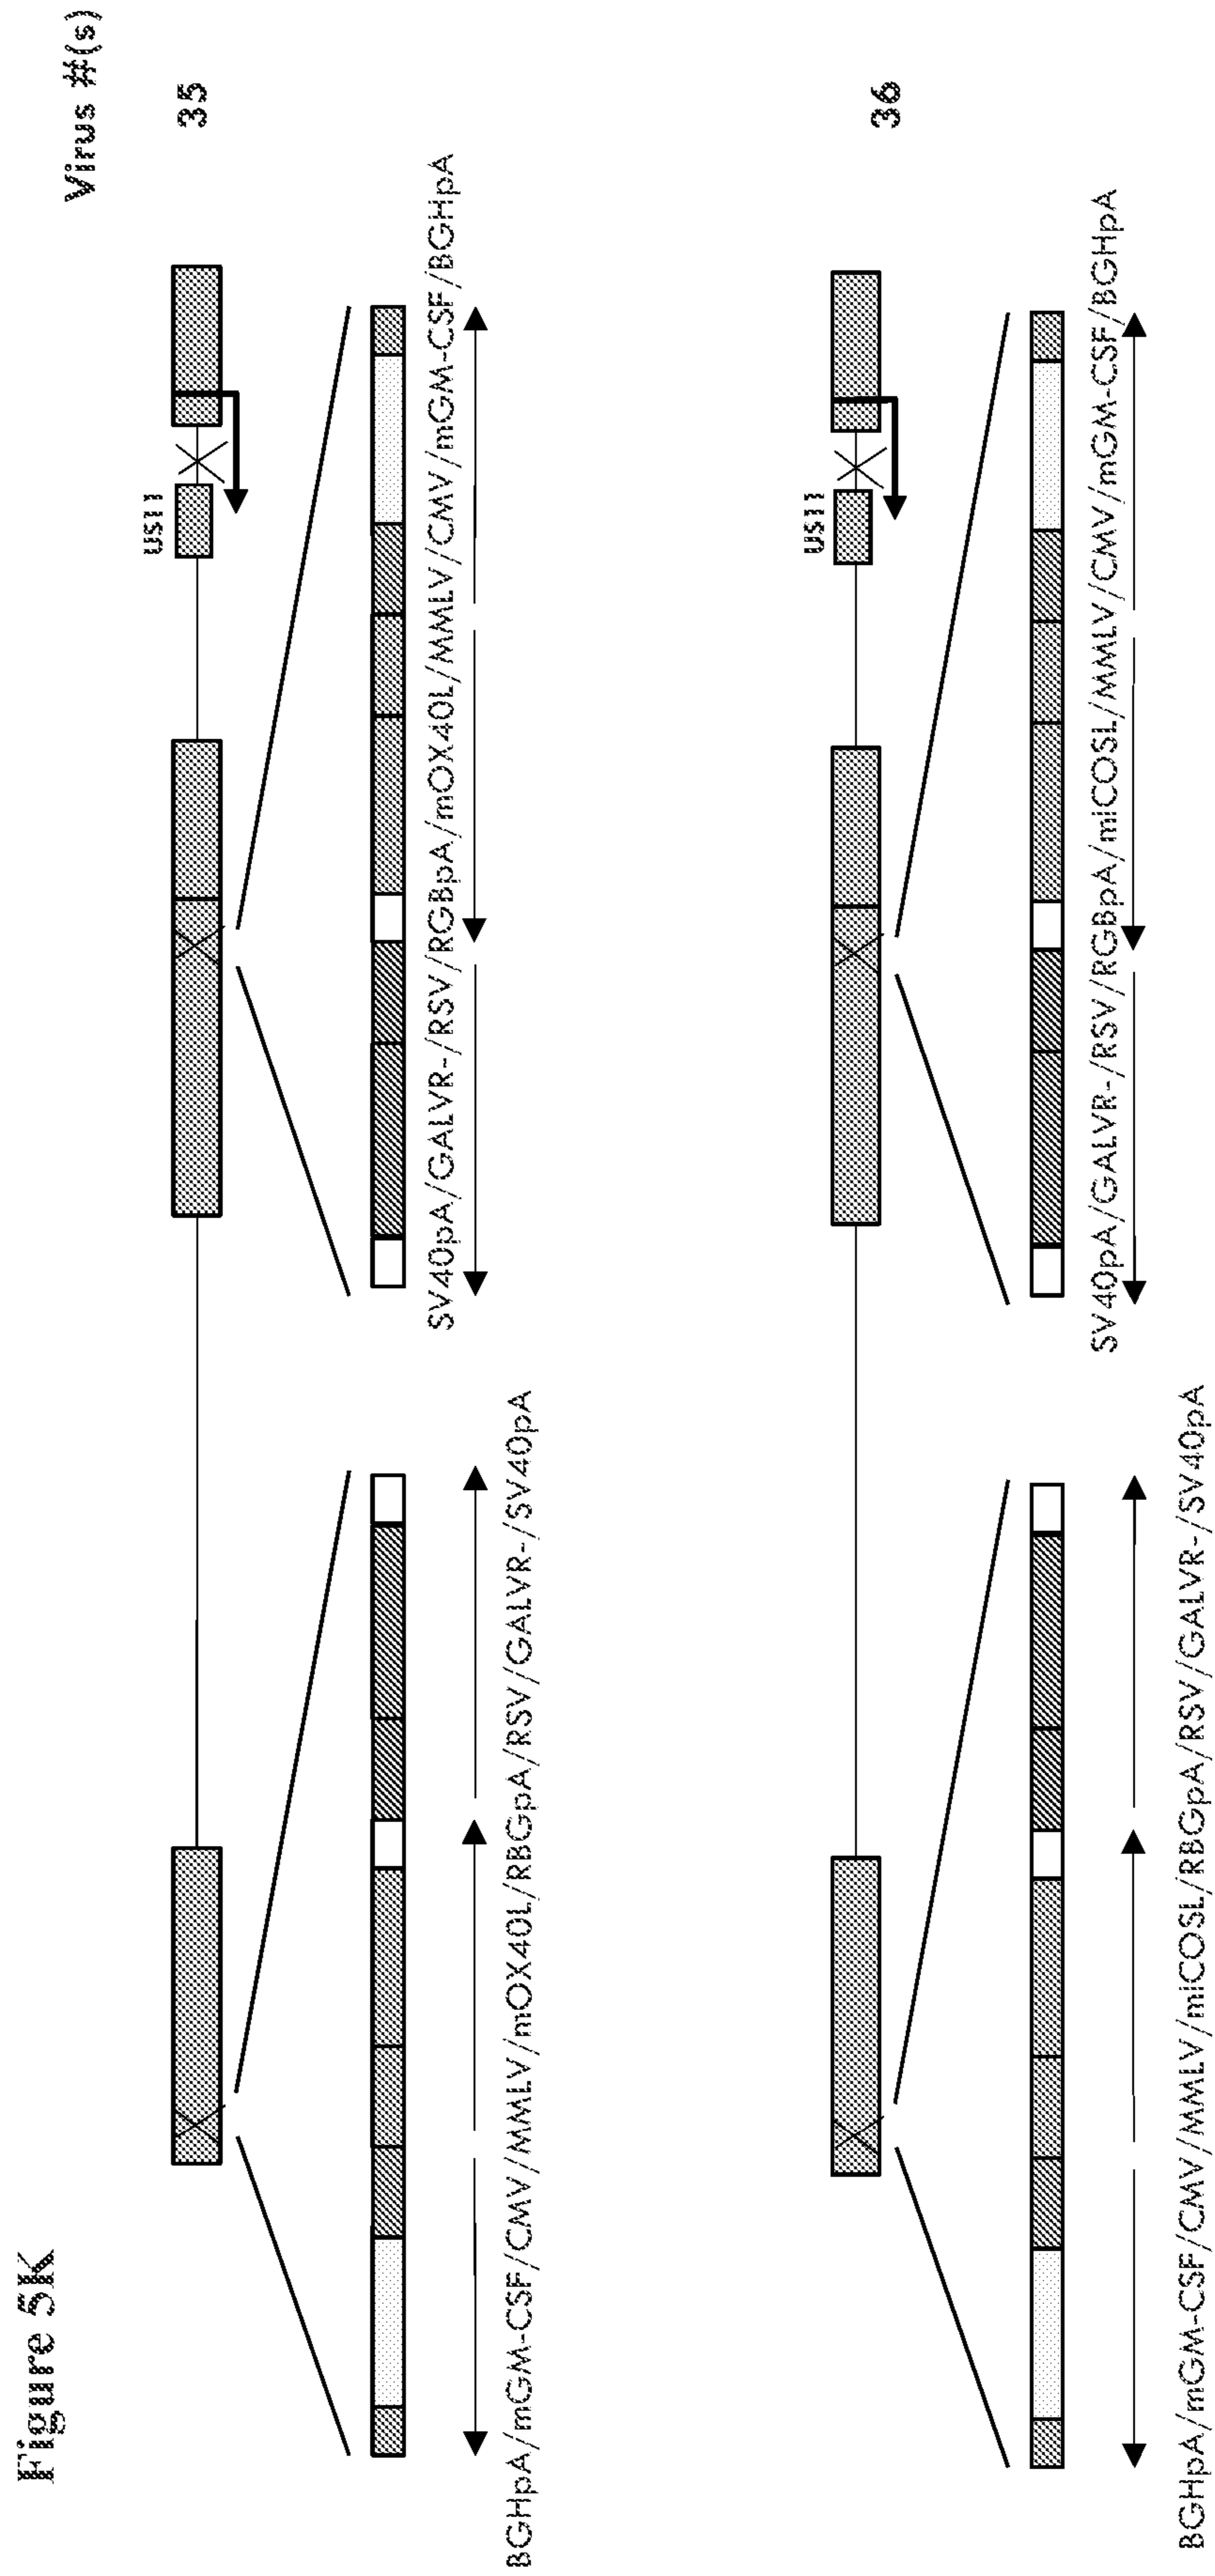 Figure 5K
Virus #(s)
US11
35
SV40pA/GALVR-/RSV/RGBpA/mOX40L/MMLV/CMV/mGM-CSF/BGHpA
BGHpA/mGM-CSF/CMV/MMLV/mOX40L/RBGpA/RSV/GALVR-/SV40pA
US11
36
SV40pA/GALVR-/RSV/RGBpA/mICOSL/MMLV/CMV/mGM-CSF/BGHpA
BGHpA/mGM-CSF/CMV/MMLV/mICOSL/RBGpA/RSV/GALVR-/SV40pA